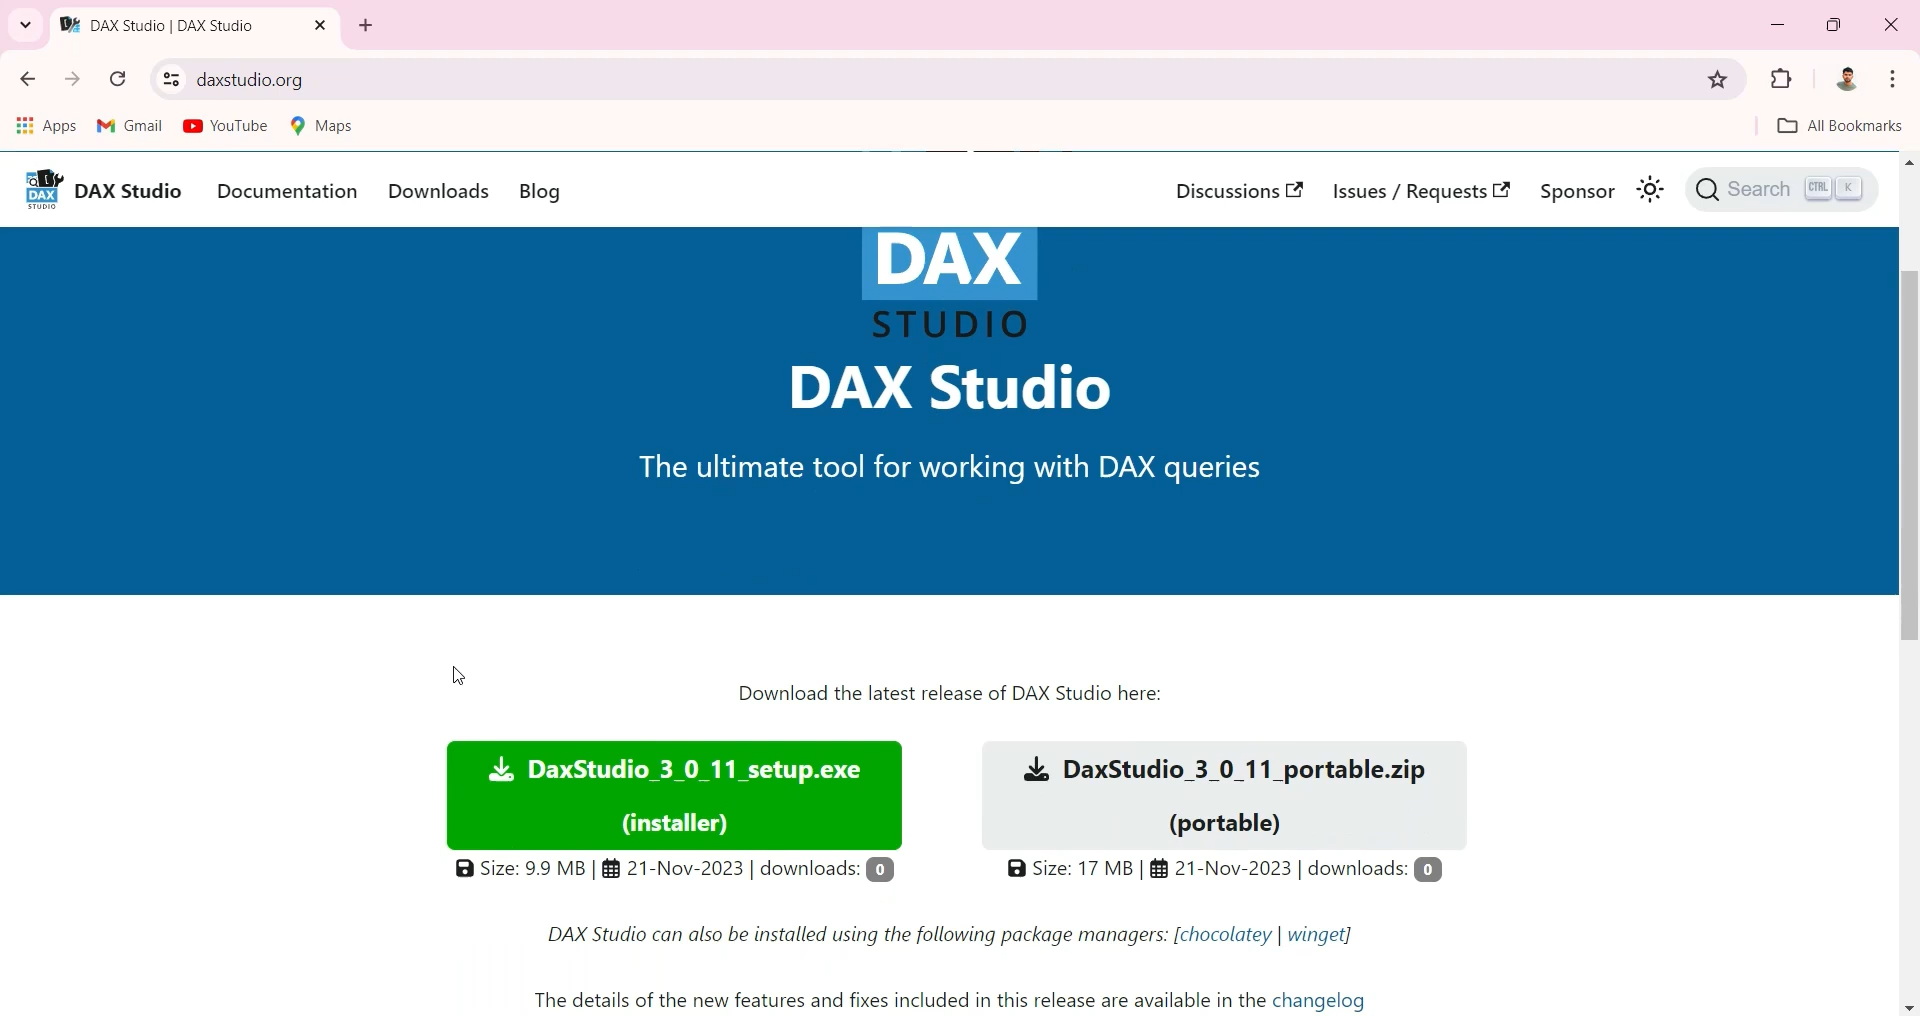 DAX Studio | DAX Studio
daxstudio.org
Apps Gmail YouTube Maps All Bookmarks
DAX STUDIO DAX Studio Documentation Downloads Blog Discussions Issues / Requests Sponsor Search CTRL K
DAX
STUDIO
DAX Studio
The ultimate tool for working with DAX queries
Download the latest release of DAX Studio here:
DaxStudio_3_0_11_setup.exe
(installer)
DaxStudio_3_0_11_portable.zip
(portable)
Size: 9.9 MB | 21-Nov-2023 | downloads: 0
Size: 17 MB | 21-Nov-2023 | downloads: 0
DAX Studio can also be installed using the following package managers: [chocolatey | winget]
The details of the new features and fixes included in this release are available in the changelog